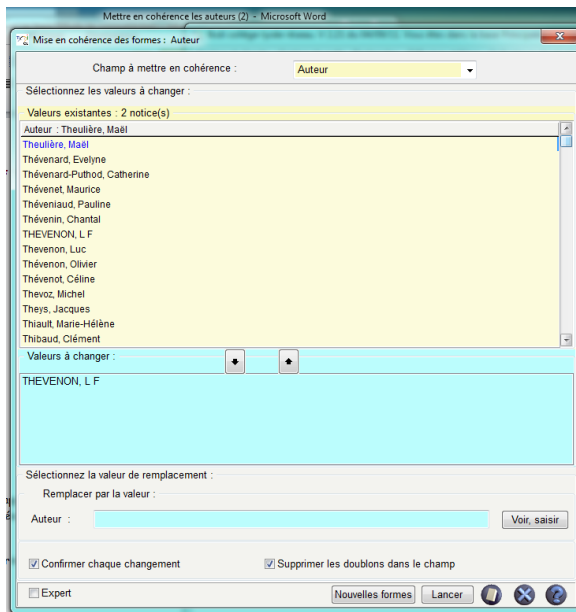 Mettre en cohérence les auteurs (2) - Microsoft Word
Mise en cohérence des formes : Auteur
Champ à mettre en cohérence :
Auteur
Sélectionnez les valeurs à changer :
Valeurs existantes : 2 notice(s)
Auteur : Theulière, Maël
Theulière, Maël
Thévenard, Evelyne
Thévenard-Puthod, Catherine
Thévenet, Maurice
Théveniaud, Pauline
Thévenin, Chantal
THEVENON, L F
Thevenon, Luc
Thévenon, Olivier
Thévenot, Céline
Thevoz, Michel
Theys, Jacques
Thiault, Marie-Hélène
Thibaud, Clément
Valeurs à changer :
THEVENON, L F
Sélectionnez la valeur de remplacement :
Remplacer par la valeur :
Auteur :
Voir, saisir
Confirmer chaque changement
Supprimer les doublons dans le champ
Expert
Nouvelles formes
Lancer